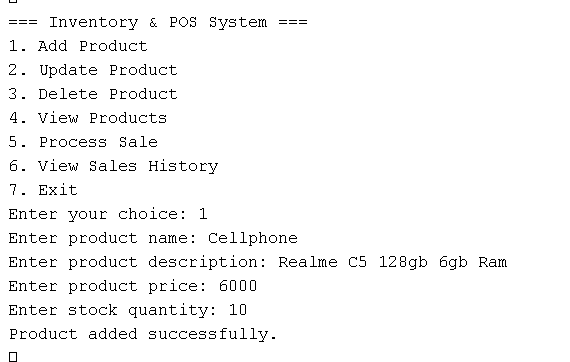 === Inventory & POS System ===
1. Add Product
2. Update Product
3. Delete Product
4. View Products
5. Process Sale
6. View Sales History
7. Exit
Enter your choice: 1
Enter product name: Cellphone
Enter product description: Realme C5 128gb 6gb Ram
Enter product price: 6000
Enter stock quantity: 10
Product added successfully.